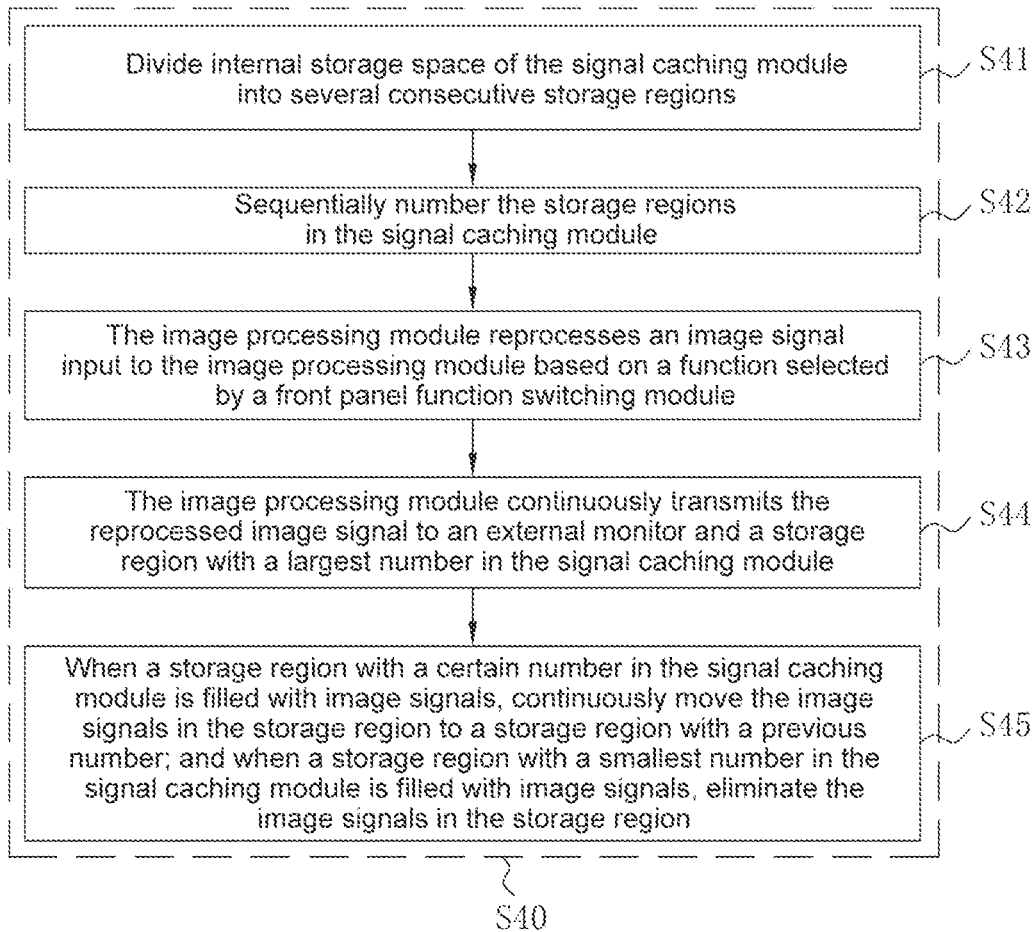 Divide internal storage space of the signal caching module
into several consecutive storage regions
S41
Sequentially number the storage regions
in the signal caching module
S42
The image processing module reprocesses an image signal
input to the image processing module based on a function selected
by a front panel function switching module
S43
The image processing module continuously transmits the
reprocessed image signal to an external monitor and a storage
region with a largest number in the signal caching module
S44
When a storage region with a certain number in the signal caching
module is filled with image signals, continuously move the image
signals in the storage region to a storage region with a previous
number; and when a storage region with a smallest number in the
signal caching module is filled with image signals, eliminate the
image signals in the storage region
S45
S40